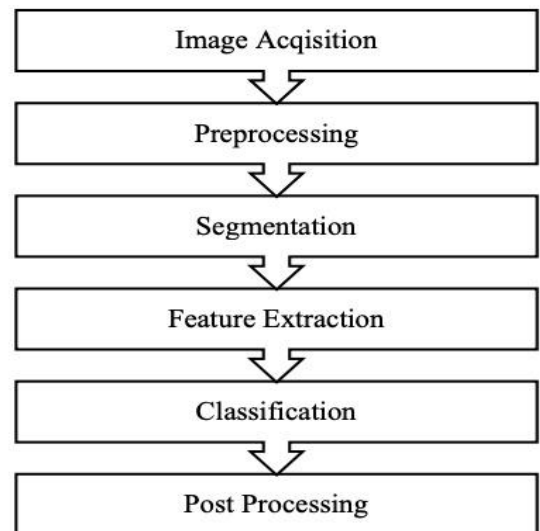 Image Acqisition
Preprocessing
Segmentation
Feature Extraction
Classification
Post Processing